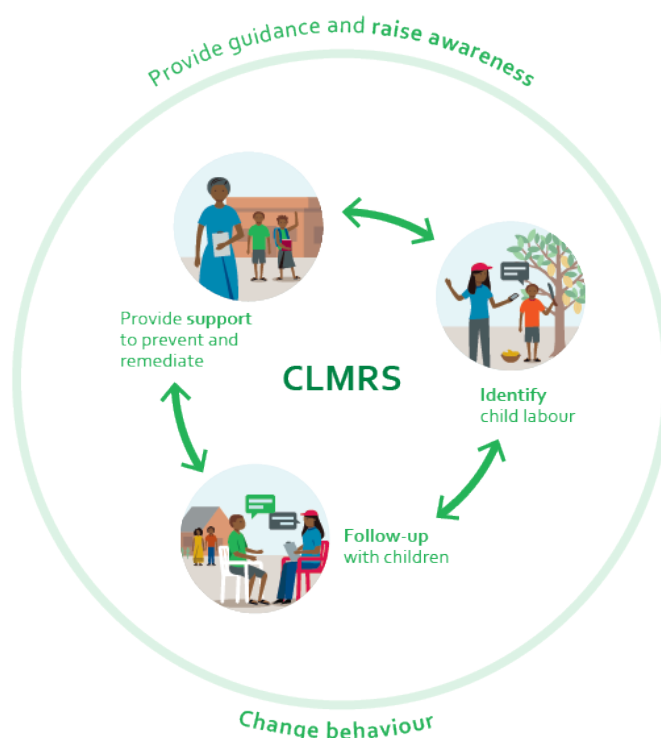 Provide guidance and raise awareness
Provide support
to prevent and
remediate
CLMRS
Identify
child labour
Follow-up
with children
Change behaviour